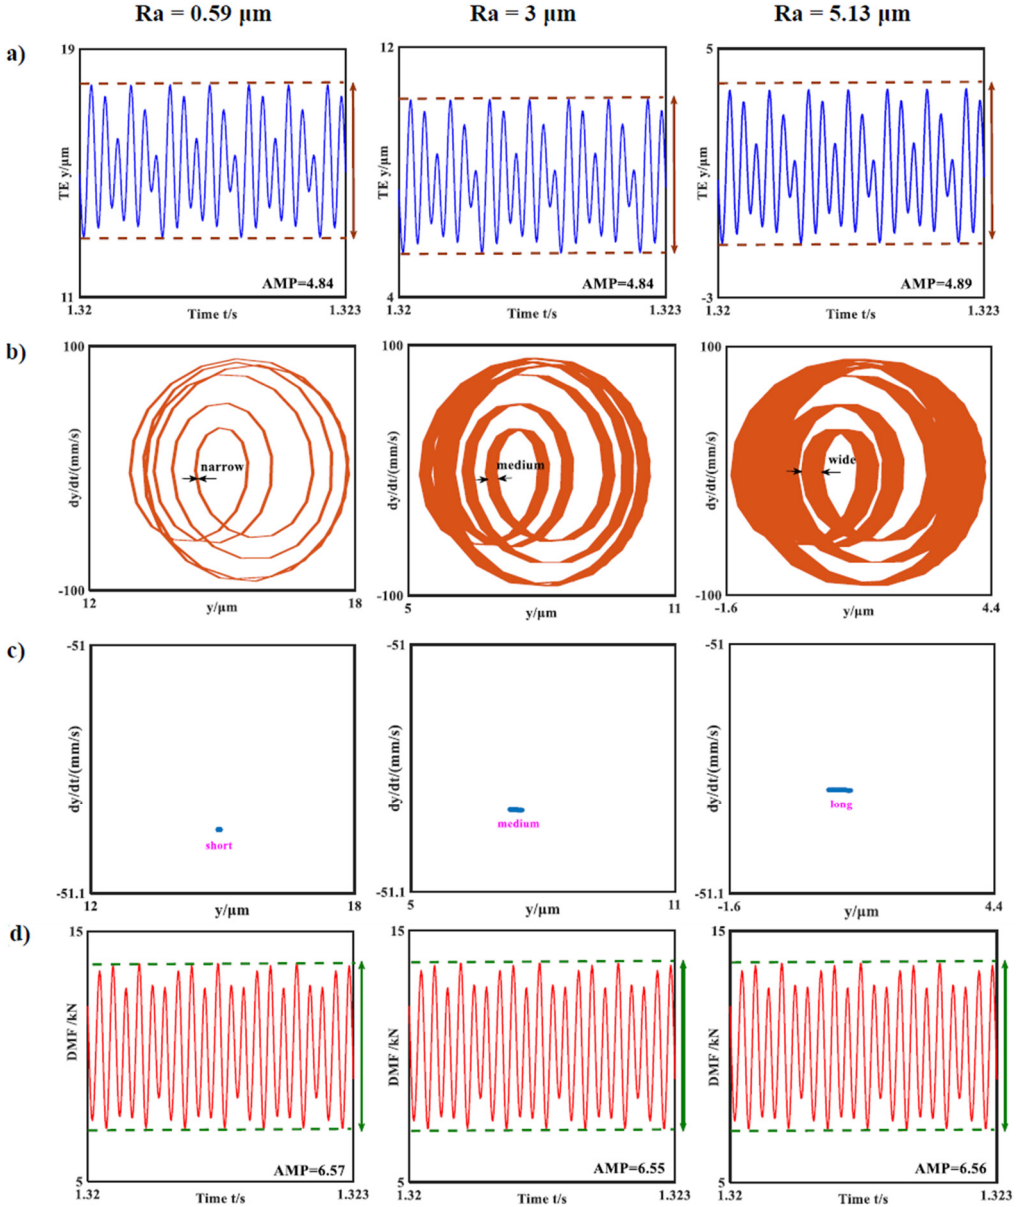 Ra = 0.59 μm Ra = 3 μm Ra = 5.13 μm
a)
19 12 5
TE y/μm TE y/μm TE y/μm
AMP=4.84 AMP=4.84 AMP=4.89
11 4 -3
1.32 Time t/s 1.323 1.32 Time t/s 1.323 1.32 Time t/s 1.323
b)
100 100 100
dy/dt/(mm/s) dy/dt/(mm/s) dy/dt/(mm/s)
narrow medium wide
-100 -100 -100
12 y/μm 18 5 y/μm 11 -1.6 y/μm 4.4
c)
-51 -51 -51
dy/dt/(mm/s) dy/dt/(mm/s) dy/dt/(mm/s)
short medium long
-51.1 -51.1 -51.1
12 y/μm 18 5 y/μm 11 -1.6 y/μm 4.4
d)
15 15 15
DMF /kN DMF /kN DMF /kN
AMP=6.57 AMP=6.55 AMP=6.56
5 5 5
1.32 Time t/s 1.323 1.32 Time t/s 1.323 1.32 Time t/s 1.323